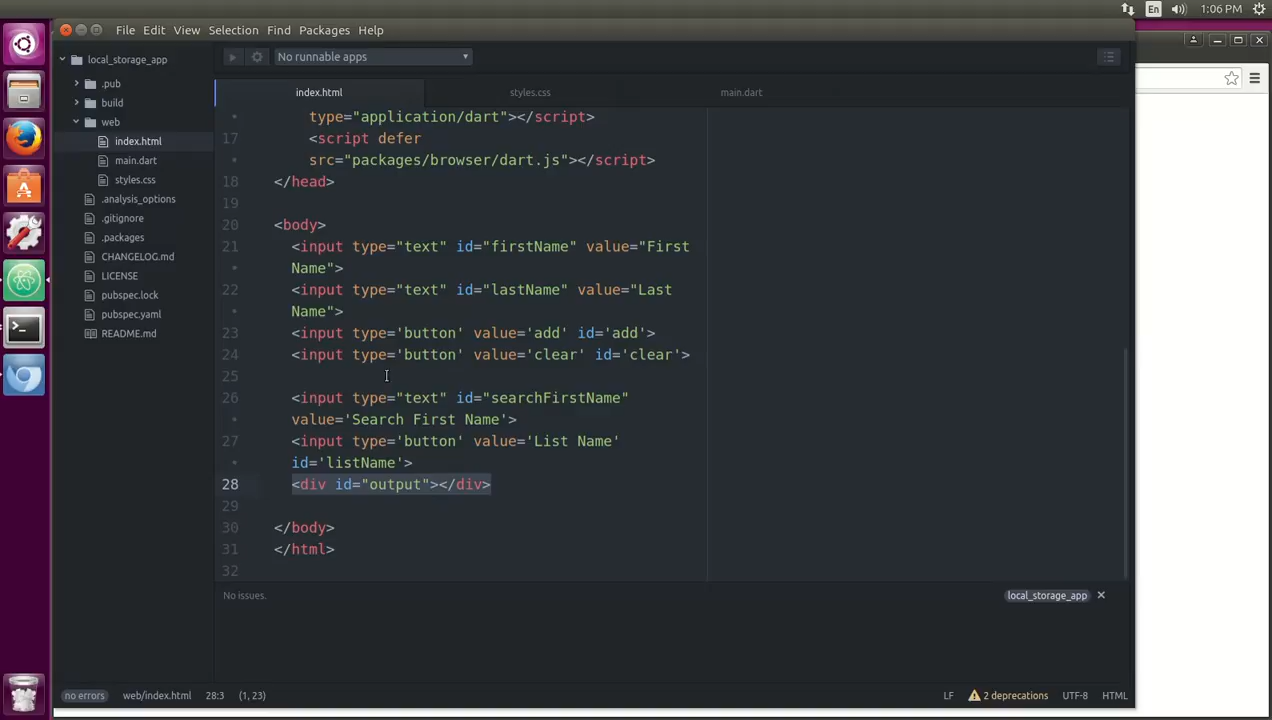 En 1:06 PM
File Edit View Selection Find Packages Help
local_storage_app
.pub
build
web
index.html
main.dart
styles.css
.analysis_options
.gitignore
.packages
CHANGELOG.md
LICENSE
pubspec.lock
pubspec.yaml
README.md
No runnable apps
index.html styles.css main.dart
type="application/dart"></script>
17 <script defer
src="packages/browser/dart.js"></script>
18 </head>
19
20 <body>
21 <input type="text" id="firstName" value="First
Name">
22 <input type="text" id="lastName" value="Last
Name">
23 <input type='button' value='add' id='add'>
24 <input type='button' value='clear' id='clear'>
25
26 <input type="text" id="searchFirstName"
value='Search First Name'>
27 <input type='button' value='List Name'
id='listName'>
28 <div id="output"></div>
29
30 </body>
31 </html>
32
No issues. local_storage_app
no errors web/index.html 28:3 (1, 23) LF 2 deprecations UTF-8 HTML